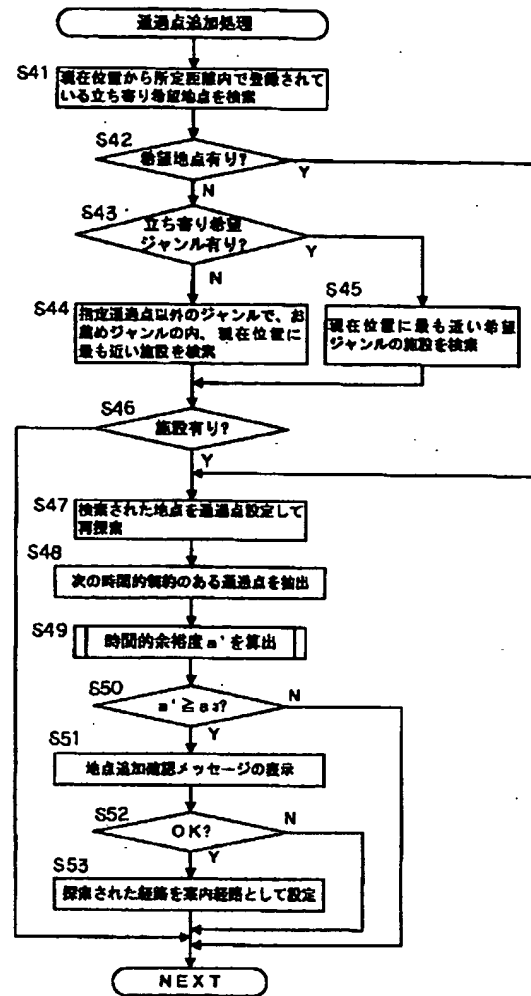 通過点追加処理
S41
現在位置から所定距離内で登録されて
いる立ち寄り希望地点を検索
S42
希望地点有り?
Y
N
S43
立ち寄り希望
ジャンル有り?
Y
N
S44
指定通過点以外のジャンルで、お
薦めジャンルの内、現在位置に
最も近い施設を検索
S45
現在位置に最も近い希望
ジャンルの施設を検索
S46
施設有り?
Y
S47
検索された地点を通過点設定して
再探索
S48
次の時間的制約のある通過点を抽出
S49
時間的余裕度a'を算出
S50
a'≧a₂?
N
Y
S51
地点追加確認メッセージの表示
S52
OK?
N
Y
S53
探索された経路を案内経路として設定
NEXT